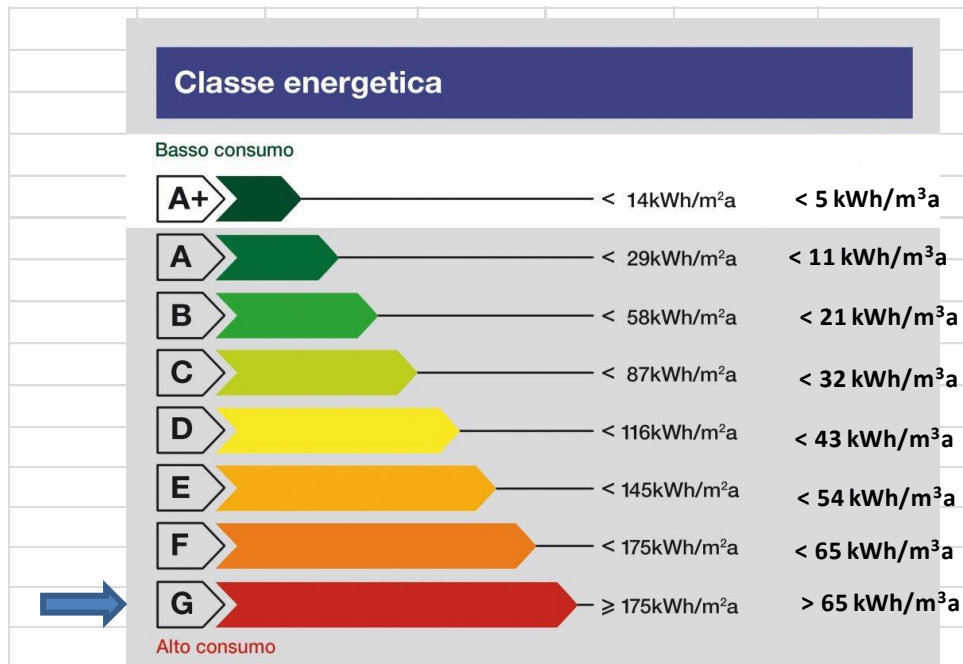 Classe energetica
Basso consumo
A+ < 14kWh/m²a < 5 kWh/m³a
A < 29kWh/m²a < 11 kWh/m³a
B < 58kWh/m²a < 21 kWh/m³a
C < 87kWh/m²a < 32 kWh/m³a
D < 116kWh/m²a < 43 kWh/m³a
E < 145kWh/m²a < 54 kWh/m³a
F < 175kWh/m²a < 65 kWh/m³a
G ⩾ 175kWh/m²a > 65 kWh/m³a
Alto consumo